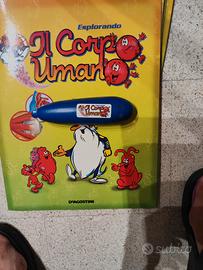 Esplorando
Il Corpo
Umano
Il Corpo
Umano
DeAGOSTINI
subito